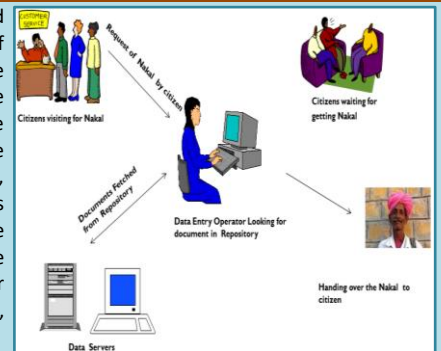 d
f
e
e
e
e
,
s
e
e
r
,
CUSTOMER
SERVICE
Citizens visiting for Nakal
Request of Nakal by citizen
Citizens waiting for
getting Nakal
Data Entry Operator Looking for
document in Repository
Documents Fetched
from Repository
Handing over the Nakal to
citizen
Data Servers